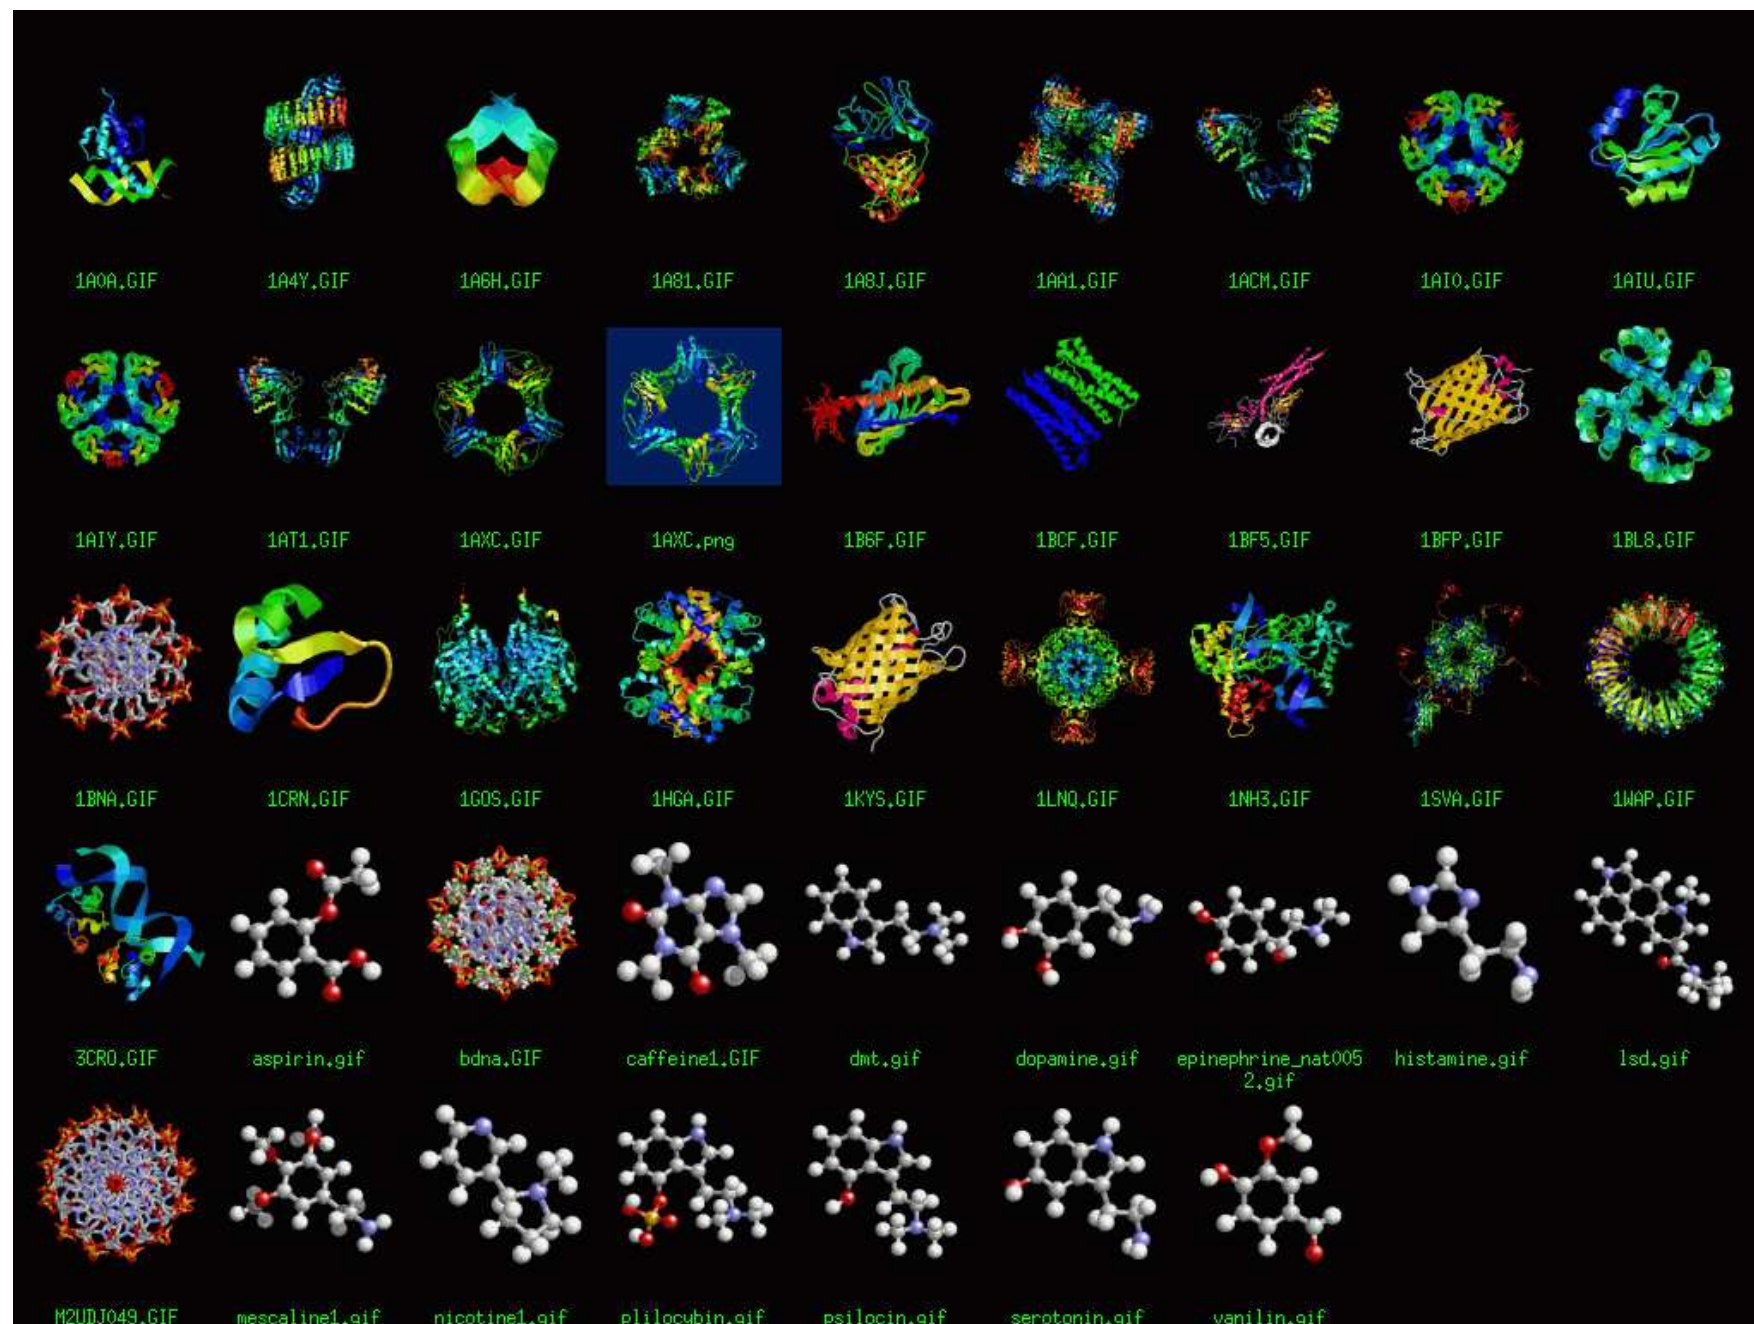 1A0A.GIF 1A4Y.GIF 1A6H.GIF 1A81.GIF 1A8J.GIF 1AA1.GIF 1ACM.GIF 1AI0.GIF 1AIU.GIF
1AIY.GIF 1AT1.GIF 1AXC.GIF 1AXC.png 1B6F.GIF 1BCF.GIF 1BF5.GIF 1BFP.GIF 1BL8.GIF
1BNA.GIF 1CRN.GIF 1GOS.GIF 1HGA.GIF 1KYS.GIF 1LNQ.GIF 1NH3.GIF 1SVA.GIF 1WAP.GIF
3CRO.GIF aspirin.gif bdna.GIF caffeine1.GIF dmt.gif dopamine.gif epinephrine_nat005 histamine.gif lsd.gif
2.gif
M2UDJ049.GIF mescaline1.gif nicotine1.gif plilocybin.gif psilocin.gif serotonin.gif vanilin.gif